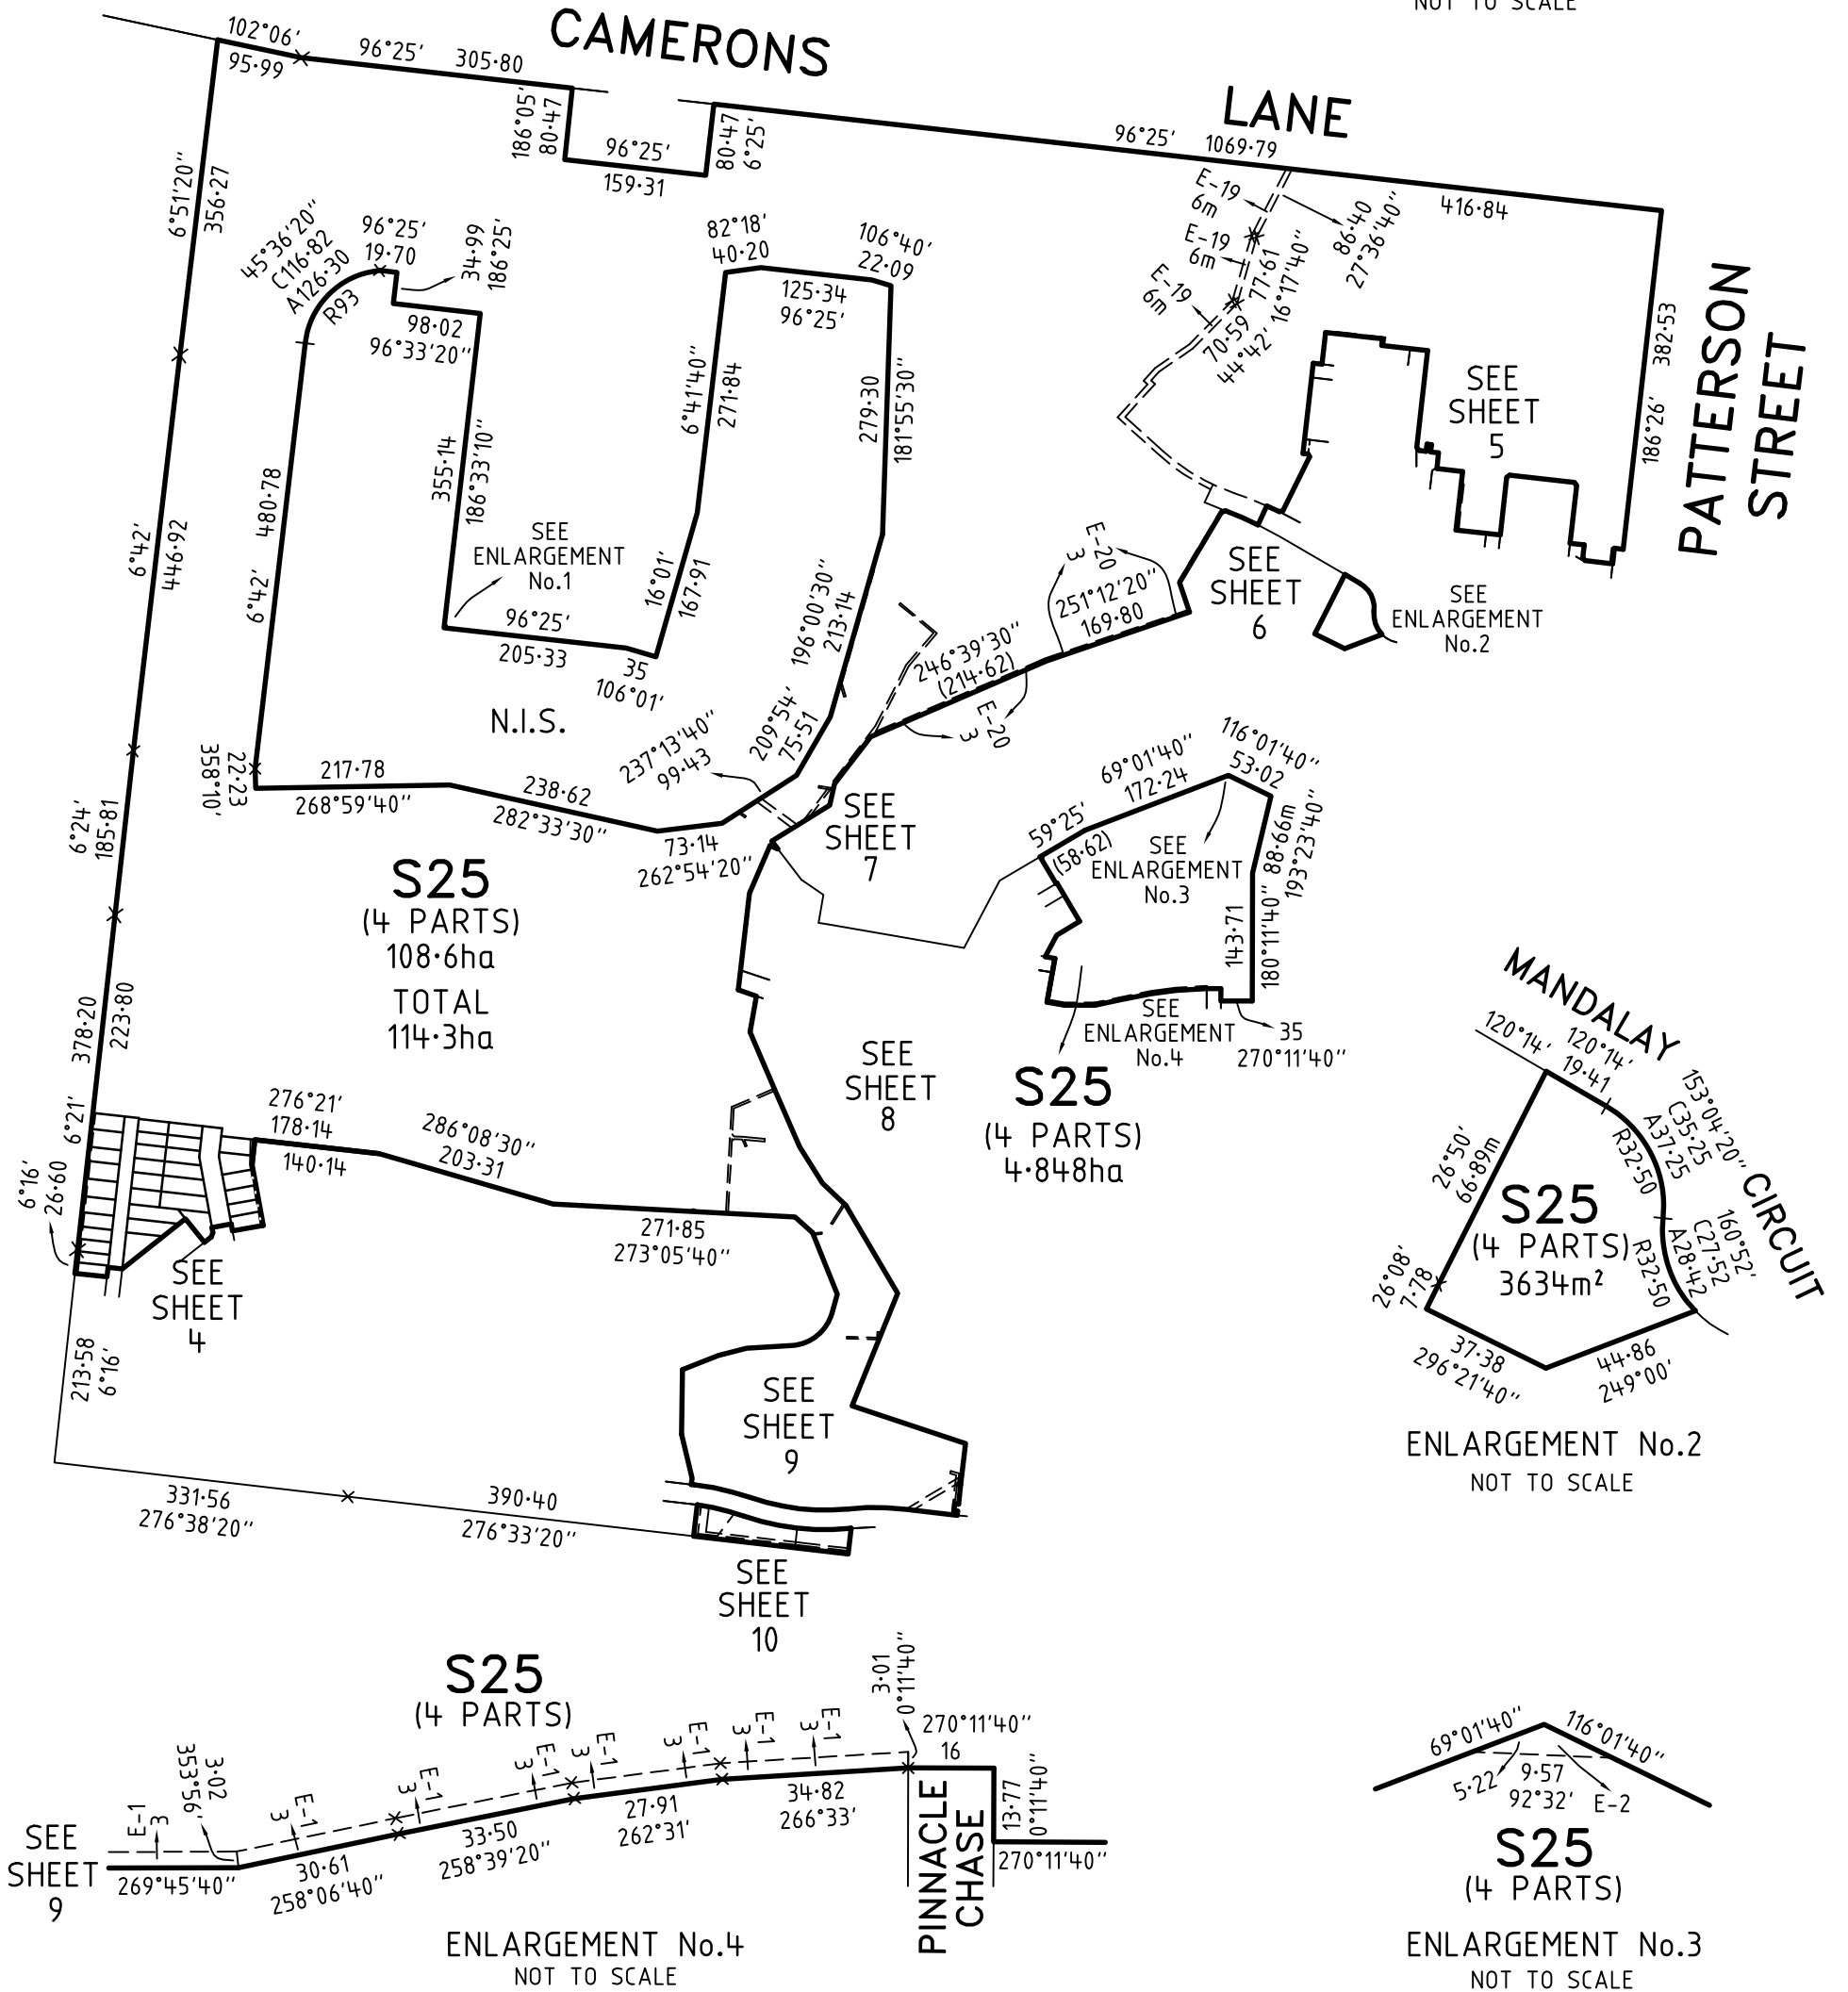 NOT TO SCALE
CAMERONS
LANE
PATTERSON
STREET
102°06'
95·99
96°25'
305·80
186°05'
80·47
96°25'
159·31
80·47
6°25'
96°25'
1069·79
416·84
382·53
186°26'
6°51'20"
356·27
45°36'20"
C116·82
A126·30
R93
96°25'
19·70
34·99
186°25'
98·02
96°33'20"
82°18'
40·20
106°40'
22·09
125·34
96°25'
E-19
6m
E-19
6m
E-19
6m
86·40
27°36'40"
77·61
16°17'40"
70·59
44°42'
6°41'40"
271·84
279·30
181°55'30"
355·14
186°33'10"
480·78
6°42'
6°42'
446·92
SEE
ENLARGEMENT
No.1
SEE
SHEET
5
16°01'
167·91
96°25'
205·33
35
106°01'
196°00'30"
213·14
209°54'
75·51
237°13'40"
99·43
246°39'30"
(214·62)
251°12'20"
169·80
E-20
3
E-20
3
SEE
SHEET
6
SEE
ENLARGEMENT
No.2
N.I.S.
22·23
358°10'
217·78
268°59'40"
238·62
282°33'30"
73·14
262°54'20"
SEE
SHEET
7
6°24'
185·81
S25
(4 PARTS)
108·6ha
TOTAL
114·3ha
59°25'
(58·62)
69°01'40"
172·24
116°01'40"
53·02
88·66m
193°23'40"
143·71
180°11'40"
SEE
ENLARGEMENT
No.3
SEE
ENLARGEMENT
No.4
35
270°11'40"
S25
(4 PARTS)
4·848ha
SEE
SHEET
8
378·20
223·80
6°21'
6°16'
26·60
276°21'
178·14
140·14
286°08'30"
203·31
271·85
273°05'40"
SEE
SHEET
4
213·58
6°16'
331·56
276°38'20"
390·40
276°33'20"
SEE
SHEET
9
SEE
SHEET
10
MANDALAY
CIRCUIT
120°14'
120°14'
19·41
153°04'20"
C35·25
A37·25
R32·50
160°52'
C27·52
A28·42
R32·50
26°50'
66·89m
26°08'
7·78
S25
(4 PARTS)
3634m²
37·38
296°21'40"
44·86
249°00'
ENLARGEMENT No.2
NOT TO SCALE
S25
(4 PARTS)
SEE
SHEET
9
E-1
3
353°56'
3·02
E-1
3
E-1
3
E-1
3
E-1
3
E-1
3
E-1
3
E-1
3
3·01
0°11'40"
270°11'40"
16
269°45'40"
30·61
258°06'40"
33·50
258°39'20"
27·91
262°31'
34·82
266°33'
PINNACLE
CHASE
13·77
0°11'40"
270°11'40"
ENLARGEMENT No.4
NOT TO SCALE
69°01'40"
116°01'40"
5·22
9·57
92°32'
E-2
S25
(4 PARTS)
ENLARGEMENT No.3
NOT TO SCALE